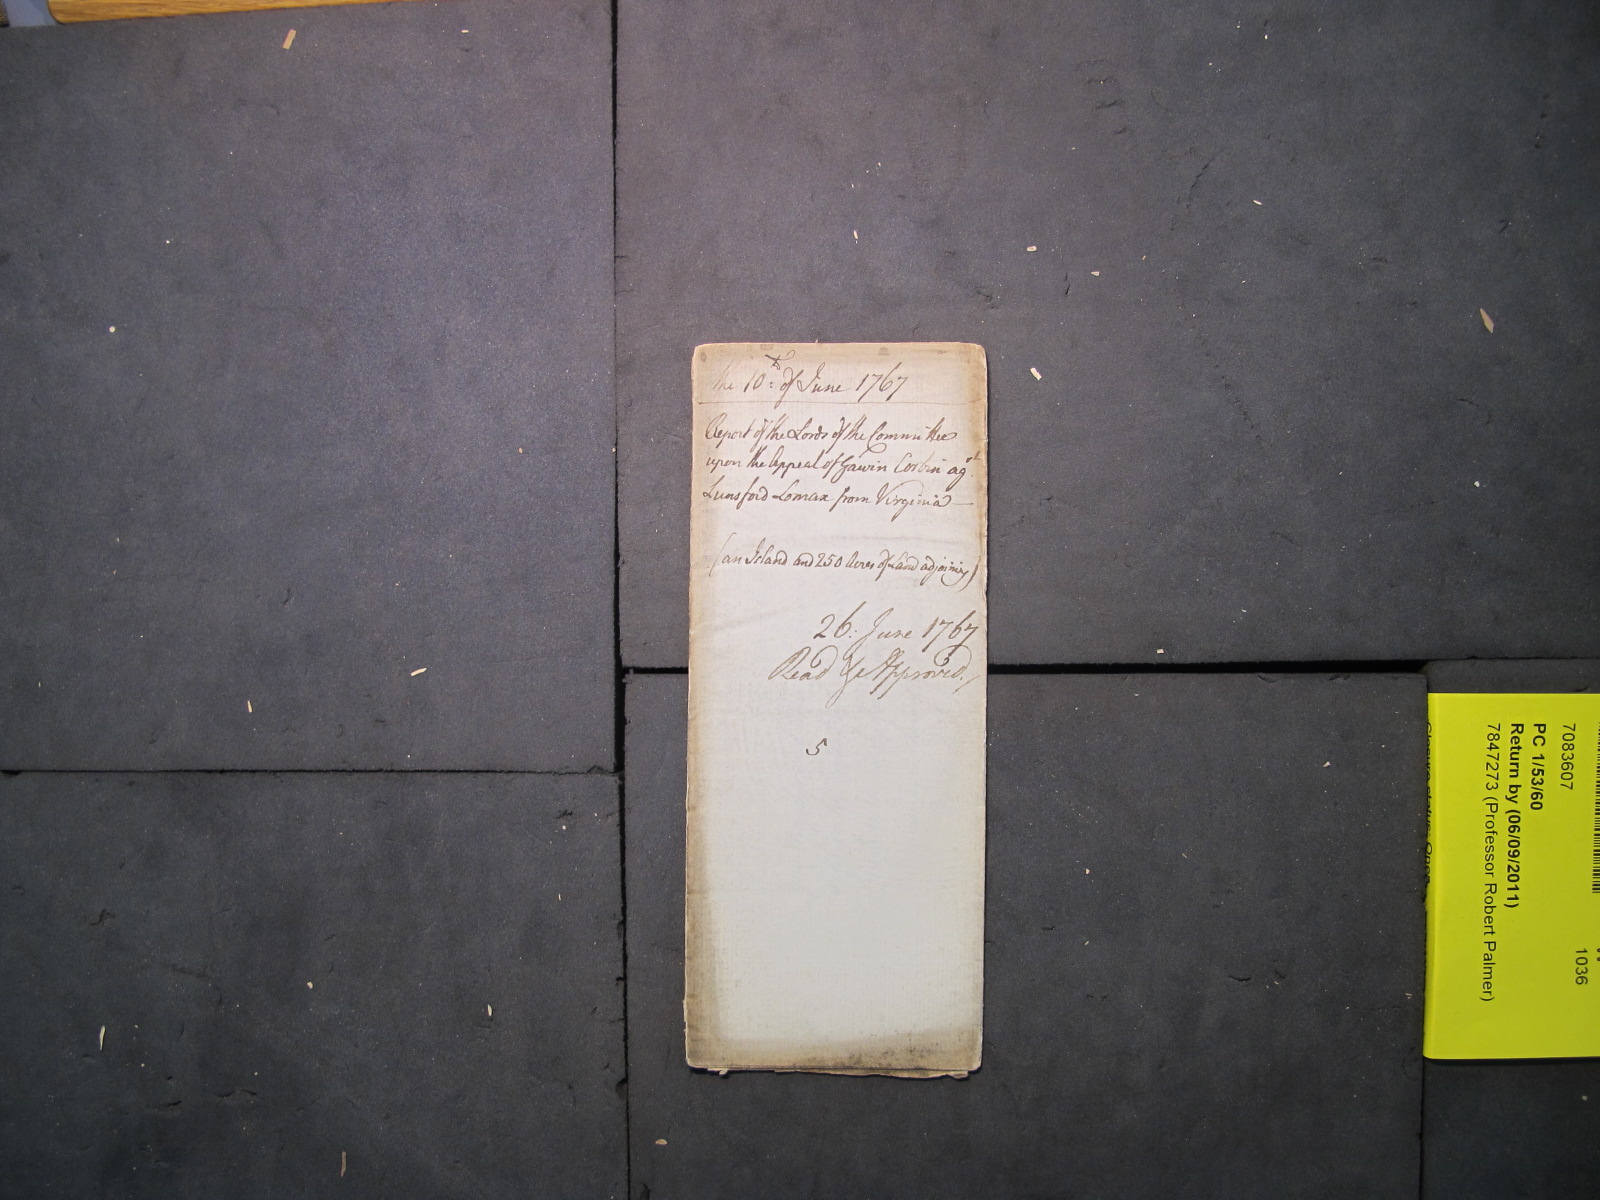 the 10th: of June 1767
Report of the Lords of the Committee
upon the Appeal of Gawin Corbin agst
Lunsford Lomax from Virginia
(an Island and 250 Acres of Land adjoining)
26: June 1767
Read & Approved.
5
7083607
1036
PC 1/53/60
Return by (06/09/2011)
7847273 (Professor Robert Palmer)